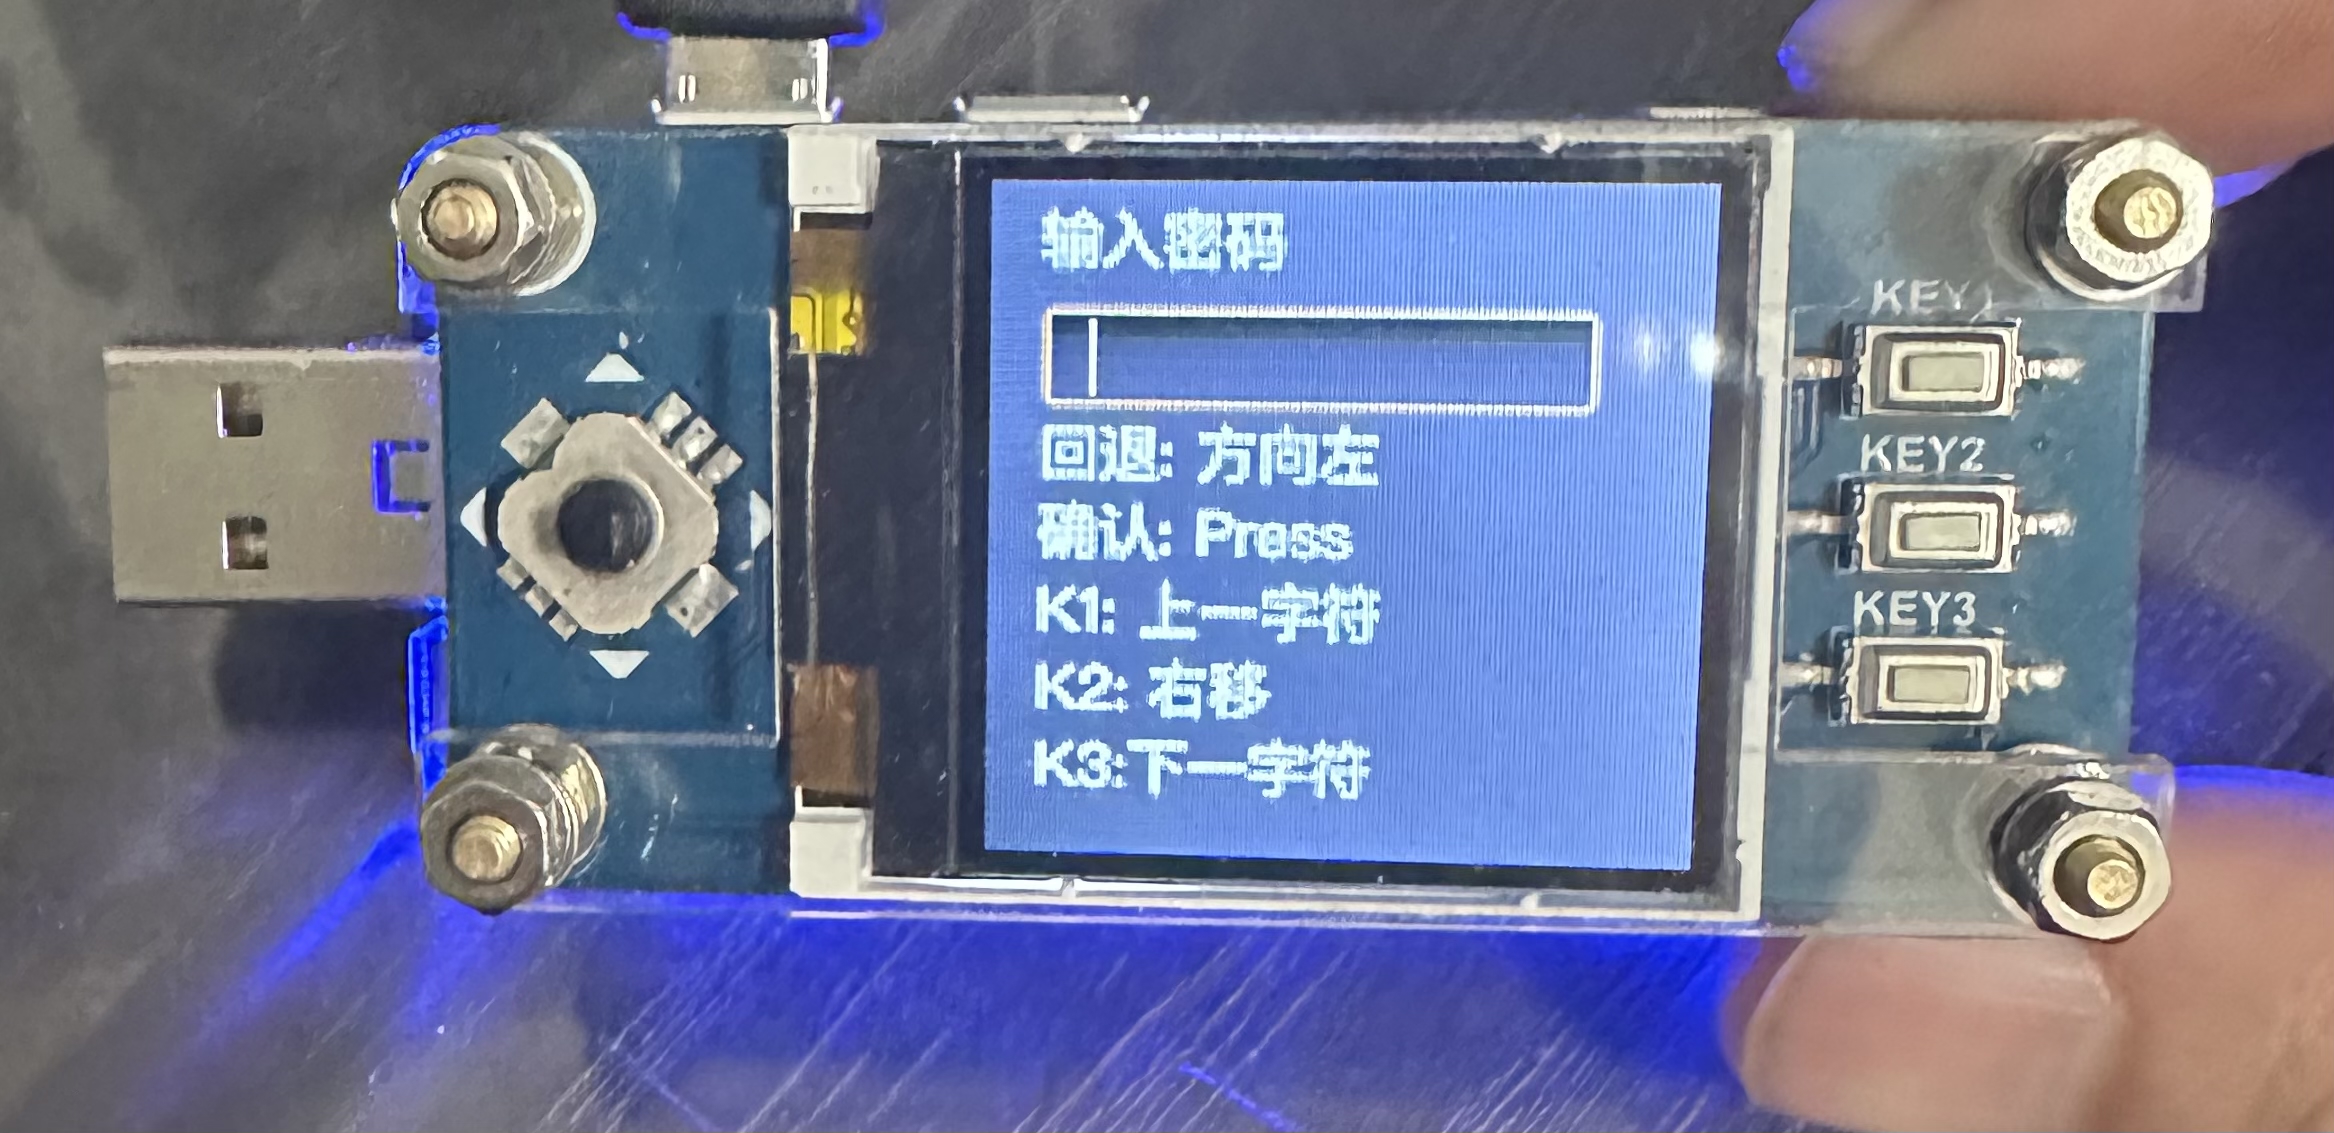 输入密码
回退: 方向左
确认: Press
K1: 上一字符
K2: 右移
K3:下一字符
KEY1
KEY2
KEY3